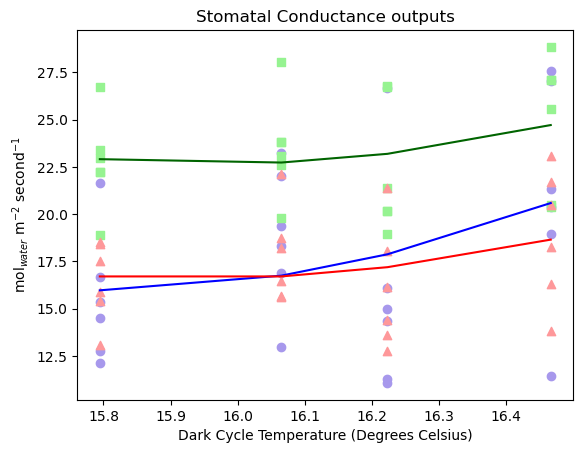 Stomatal Conductance outputs
mol_water m⁻² second⁻¹
27.5
25.0
22.5
20.0
17.5
15.0
12.5
15.8 15.9 16.0 16.1 16.2 16.3 16.4
Dark Cycle Temperature (Degrees Celsius)